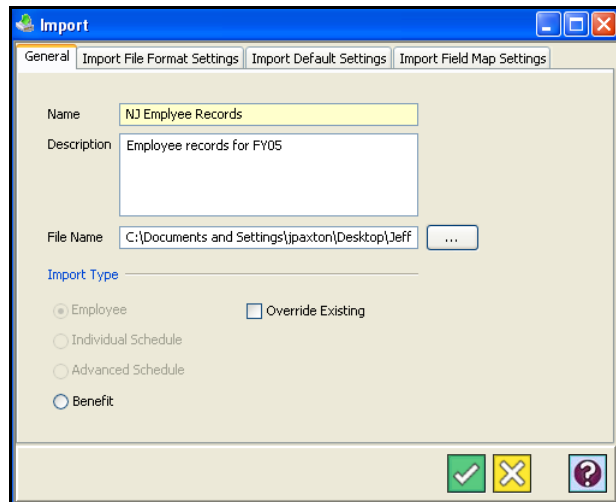 Import
General Import File Format Settings Import Default Settings Import Field Map Settings
Name NJ Emplyee Records
Description Employee records for FY05
File Name C:\Documents and Settings\jpaxton\Desktop\Jeff ...
Import Type
Employee Override Existing
Individual Schedule
Advanced Schedule
Benefit
?